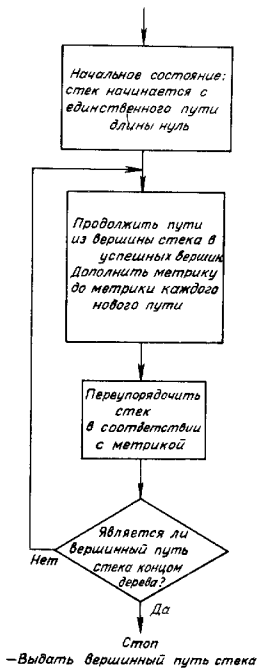 Начальное состояние:
стек начинается с
единственного пути
длины нуль
Продолжить пути
из вершины стека в
успешных вершин
Дополнить метрику
до метрики каждого
нового пути
Переупорядочить
стек
в соответствии
с метрикой
Является ли
вершинный путь
стека концом
дерева?
Нет
Да
Стоп
—Выдать вершинный путь стека